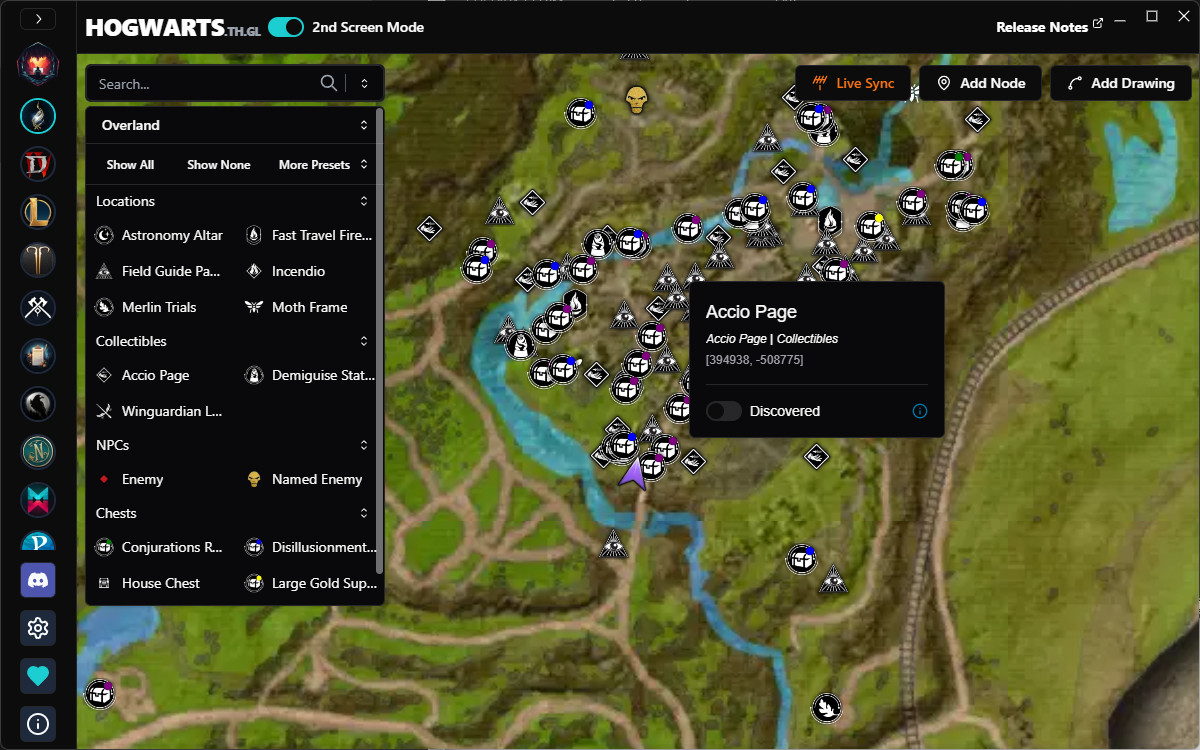 HOGWARTS.TH.GL
2nd Screen Mode
Release Notes
Search...
Live Sync
Add Node
Add Drawing
Overland
Show All
Show None
More Presets
Locations
Astronomy Altar
Fast Travel Fire...
Field Guide Pa...
Incendio
Merlin Trials
Moth Frame
Collectibles
Accio Page
Demiguise Stat...
Winguardian L...
NPCs
Enemy
Named Enemy
Chests
Conjurations R...
Disillusionment...
House Chest
Large Gold Sup...
Accio Page
Accio Page | Collectibles
[394938, -508775]
Discovered